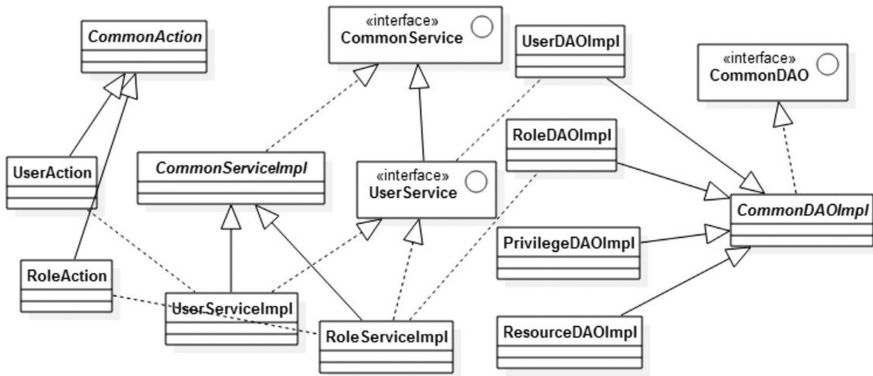 CommonAction
«interface»
CommonService
UserDAOImpl
«interface»
CommonDAO
RoleDAOImpl
UserAction
CommonServiceImpl
«interface»
UserService
CommonDAOImpl
PrivilegeDAOImpl
RoleAction
UserServiceImpl
RoleServiceImpl
ResourceDAOImpl